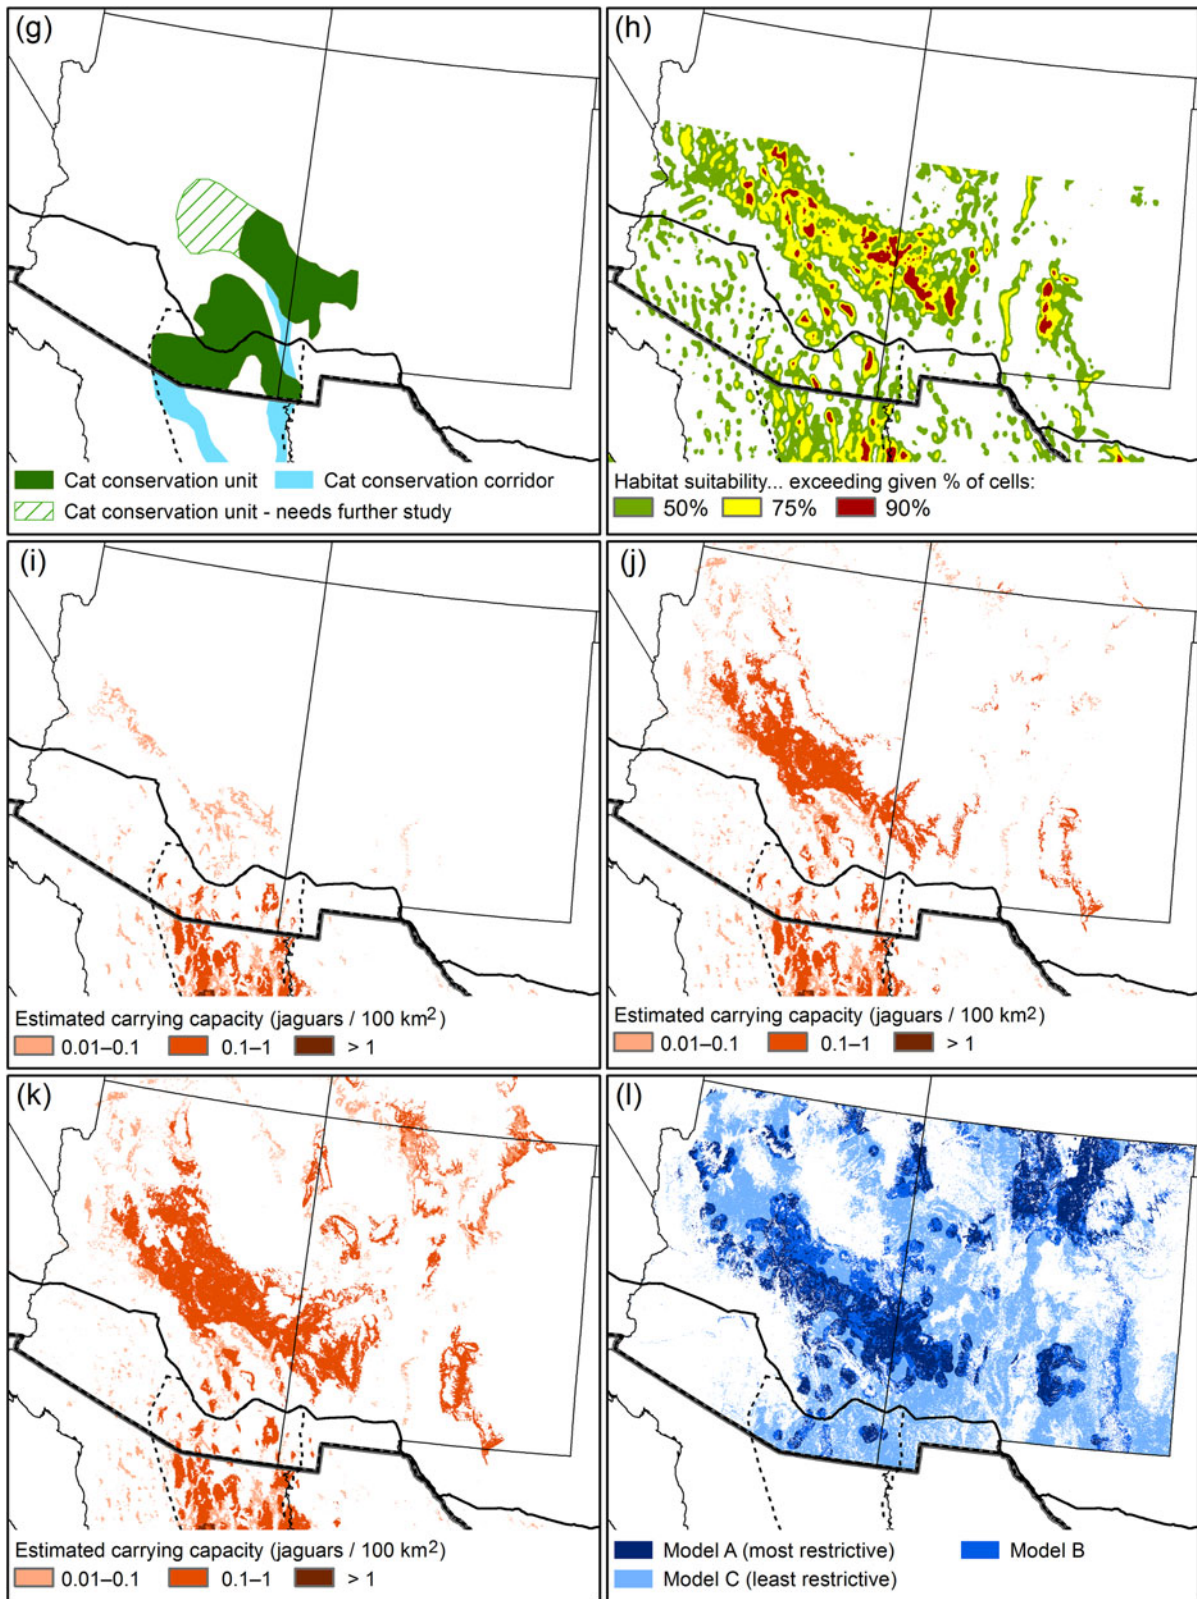 (g)
Cat conservation unit
Cat conservation corridor
Cat conservation unit - needs further study
(h)
Habitat suitability... exceeding given % of cells:
50%
75%
90%
(i)
Estimated carrying capacity (jaguars / 100 km²)
0.01–0.1
0.1–1
> 1
(j)
Estimated carrying capacity (jaguars / 100 km²)
0.01–0.1
0.1–1
> 1
(k)
Estimated carrying capacity (jaguars / 100 km²)
0.01–0.1
0.1–1
> 1
(l)
Model A (most restrictive)
Model B
Model C (least restrictive)